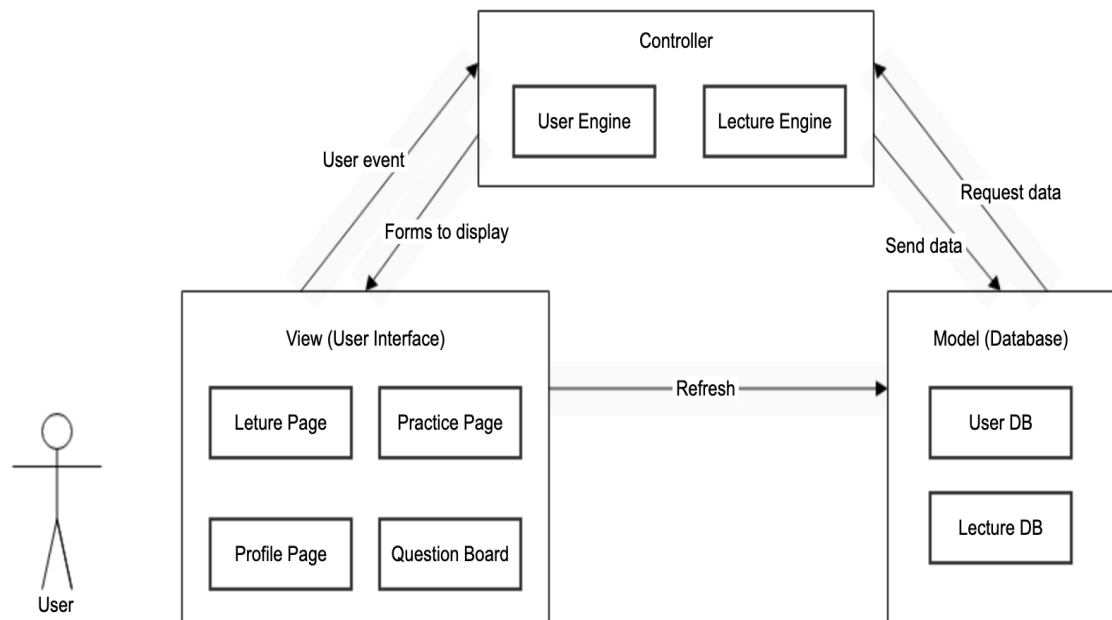 Controller
User Engine
Lecture Engine
User event
Request data
Forms to display
Send data
View (User Interface)
Model (Database)
Refresh
Leture Page
Practice Page
User DB
Lecture DB
Profile Page
Question Board
User